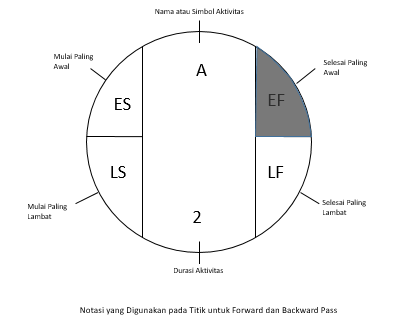 Nama atau Simbol Aktivitas
Mulai Paling
Awal
Selesai Paling
Awal
A
ES
EF
LS
LF
Mulai Paling
Lambat
Selesai Paling
Lambat
2
Durasi Aktivitas
Notasi yang Digunakan pada Titik untuk Forward dan Backward Pass